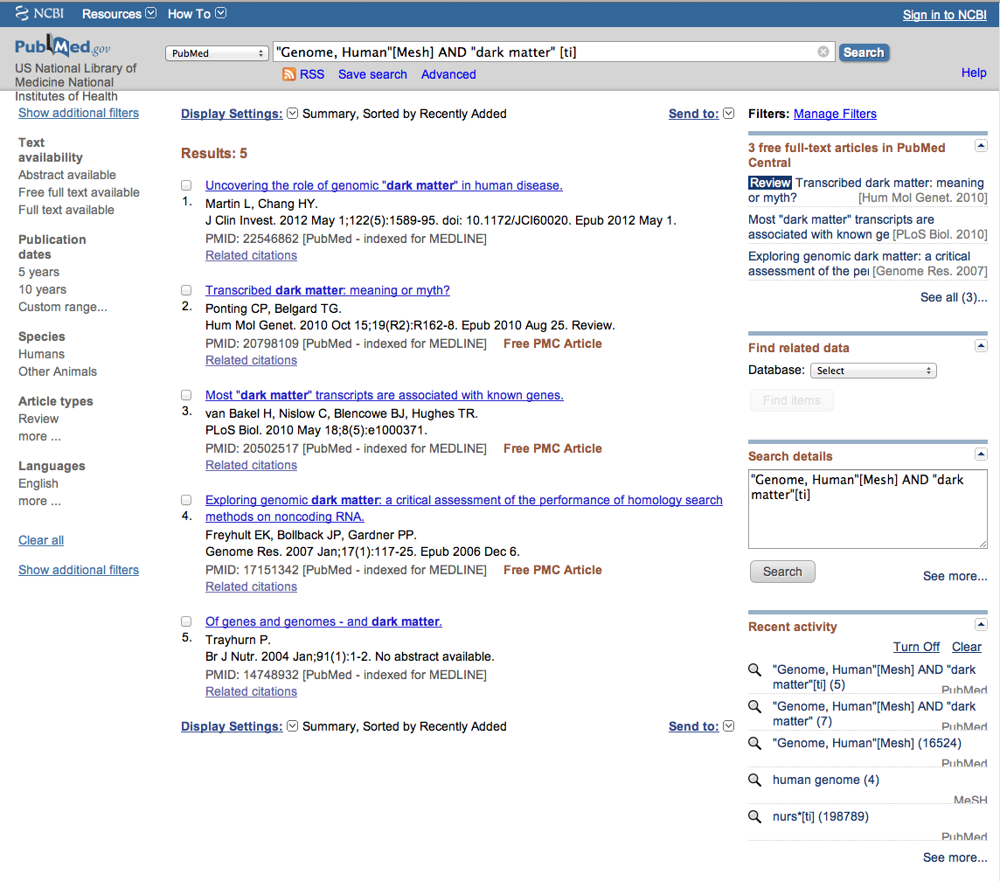 NCBI Resources How To Sign in to NCBI
PubMed.gov
US National Library of
Medicine National
Institutes of Health
PubMed "Genome, Human"[Mesh] AND "dark matter" [ti] Search
RSS Save search Advanced Help
Show additional filters
Text
availability
Abstract available
Free full text available
Full text available
Publication
dates
5 years
10 years
Custom range...
Species
Humans
Other Animals
Article types
Review
more ...
Languages
English
more ...
Clear all
Show additional filters
Display Settings: Summary, Sorted by Recently Added Send to:
Results: 5
Uncovering the role of genomic "dark matter" in human disease.
1. Martin L, Chang HY.
J Clin Invest. 2012 May 1;122(5):1589-95. doi: 10.1172/JCI60020. Epub 2012 May 1.
PMID: 22546862 [PubMed - indexed for MEDLINE]
Related citations
Transcribed dark matter: meaning or myth?
2. Ponting CP, Belgard TG.
Hum Mol Genet. 2010 Oct 15;19(R2):R162-8. Epub 2010 Aug 25. Review.
PMID: 20798109 [PubMed - indexed for MEDLINE] Free PMC Article
Related citations
Most "dark matter" transcripts are associated with known genes.
3. van Bakel H, Nislow C, Blencowe BJ, Hughes TR.
PLoS Biol. 2010 May 18;8(5):e1000371.
PMID: 20502517 [PubMed - indexed for MEDLINE] Free PMC Article
Related citations
Exploring genomic dark matter: a critical assessment of the performance of homology search
4. methods on noncoding RNA.
Freyhult EK, Bollback JP, Gardner PP.
Genome Res. 2007 Jan;17(1):117-25. Epub 2006 Dec 6.
PMID: 17151342 [PubMed - indexed for MEDLINE] Free PMC Article
Related citations
Of genes and genomes - and dark matter.
5. Trayhurn P.
Br J Nutr. 2004 Jan;91(1):1-2. No abstract available.
PMID: 14748932 [PubMed - indexed for MEDLINE]
Related citations
Display Settings: Summary, Sorted by Recently Added Send to:
Filters: Manage Filters
3 free full-text articles in PubMed
Central
Review Transcribed dark matter: meaning
or myth? [Hum Mol Genet. 2010]
Most "dark matter" transcripts are
associated with known ge [PLoS Biol. 2010]
Exploring genomic dark matter: a critical
assessment of the per [Genome Res. 2007]
See all (3)...
Find related data
Database: Select
Find items
Search details
"Genome, Human"[Mesh] AND "dark
matter"[ti]
Search See more...
Recent activity
Turn Off Clear
"Genome, Human"[Mesh] AND "dark
matter"[ti] (5)
PubMed
"Genome, Human"[Mesh] AND "dark
matter" (7)
PubMed
"Genome, Human"[Mesh] (16524)
PubMed
human genome (4)
MeSH
nurs*[ti] (198789)
PubMed
See more...